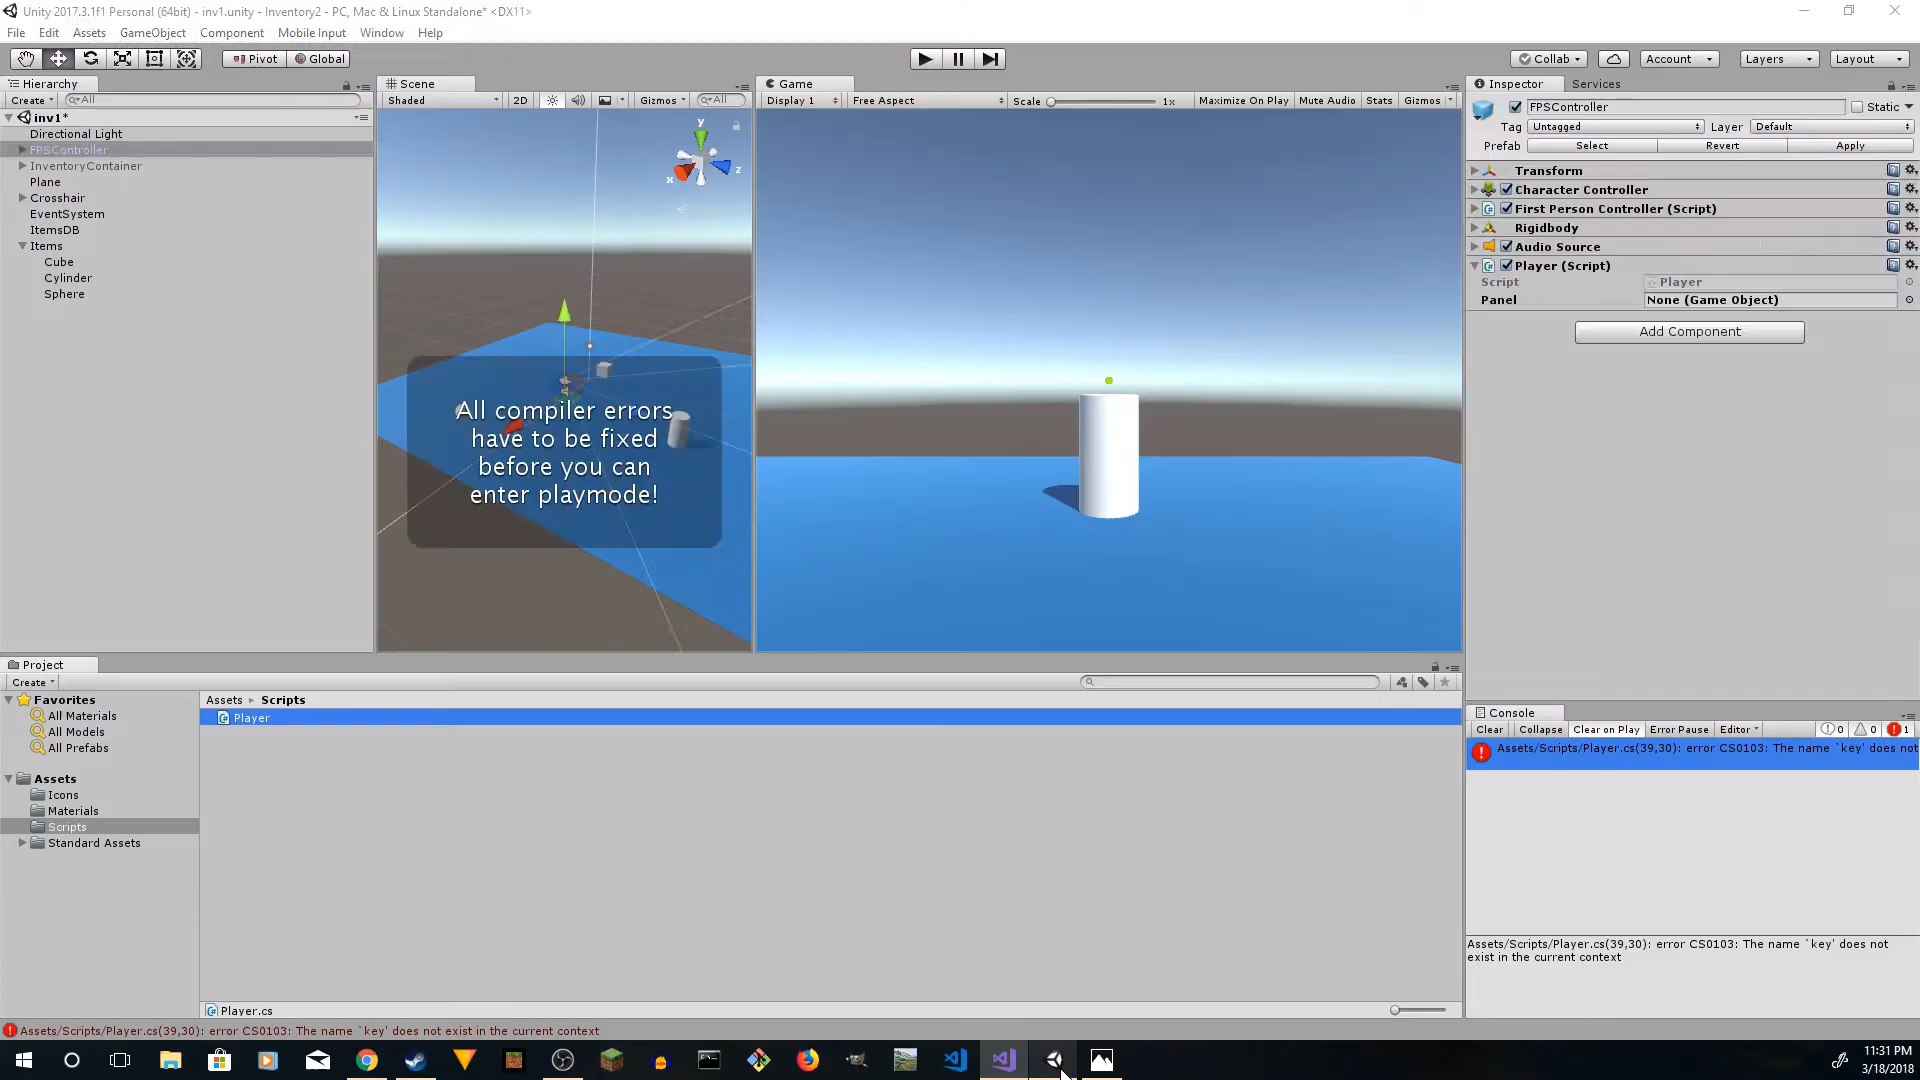 Unity 2017.3.1f1 Personal (64bit) - inv1.unity - Inventory2 - PC, Mac & Linux Standalone* <DX11>
File Edit Assets GameObject Component Mobile Input Window Help
Pivot Global Collab Account Layers Layout
Hierarchy
Create All
inv1*
Directional Light
FPSController
InventoryContainer
Plane
Crosshair
EventSystem
ItemsDB
Items
Cube
Cylinder
Sphere
Scene
Shaded 2D Gizmos All
y
x
z
All compiler errors
have to be fixed
before you can
enter playmode!
Game
Display 1 Free Aspect Scale 1x Maximize On Play Mute Audio Stats Gizmos
Inspector Services
FPSController Static
Tag Untagged Layer Default
Prefab Select Revert Apply
Transform
Character Controller
First Person Controller (Script)
Rigidbody
Audio Source
Player (Script)
Script Player
Panel None (Game Object)
Add Component
Project
Create
Favorites
All Materials
All Models
All Prefabs
Assets
Icons
Materials
Scripts
Standard Assets
Assets Scripts
Player
Player.cs
Console
Clear Collapse Clear on Play Error Pause Editor 0 0 1
Assets/Scripts/Player.cs(39,30): error CS0103: The name `key' does not
Assets/Scripts/Player.cs(39,30): error CS0103: The name `key' does not
exist in the current context
Assets/Scripts/Player.cs(39,30): error CS0103: The name `key' does not exist in the current context
11:31 PM
3/18/2018